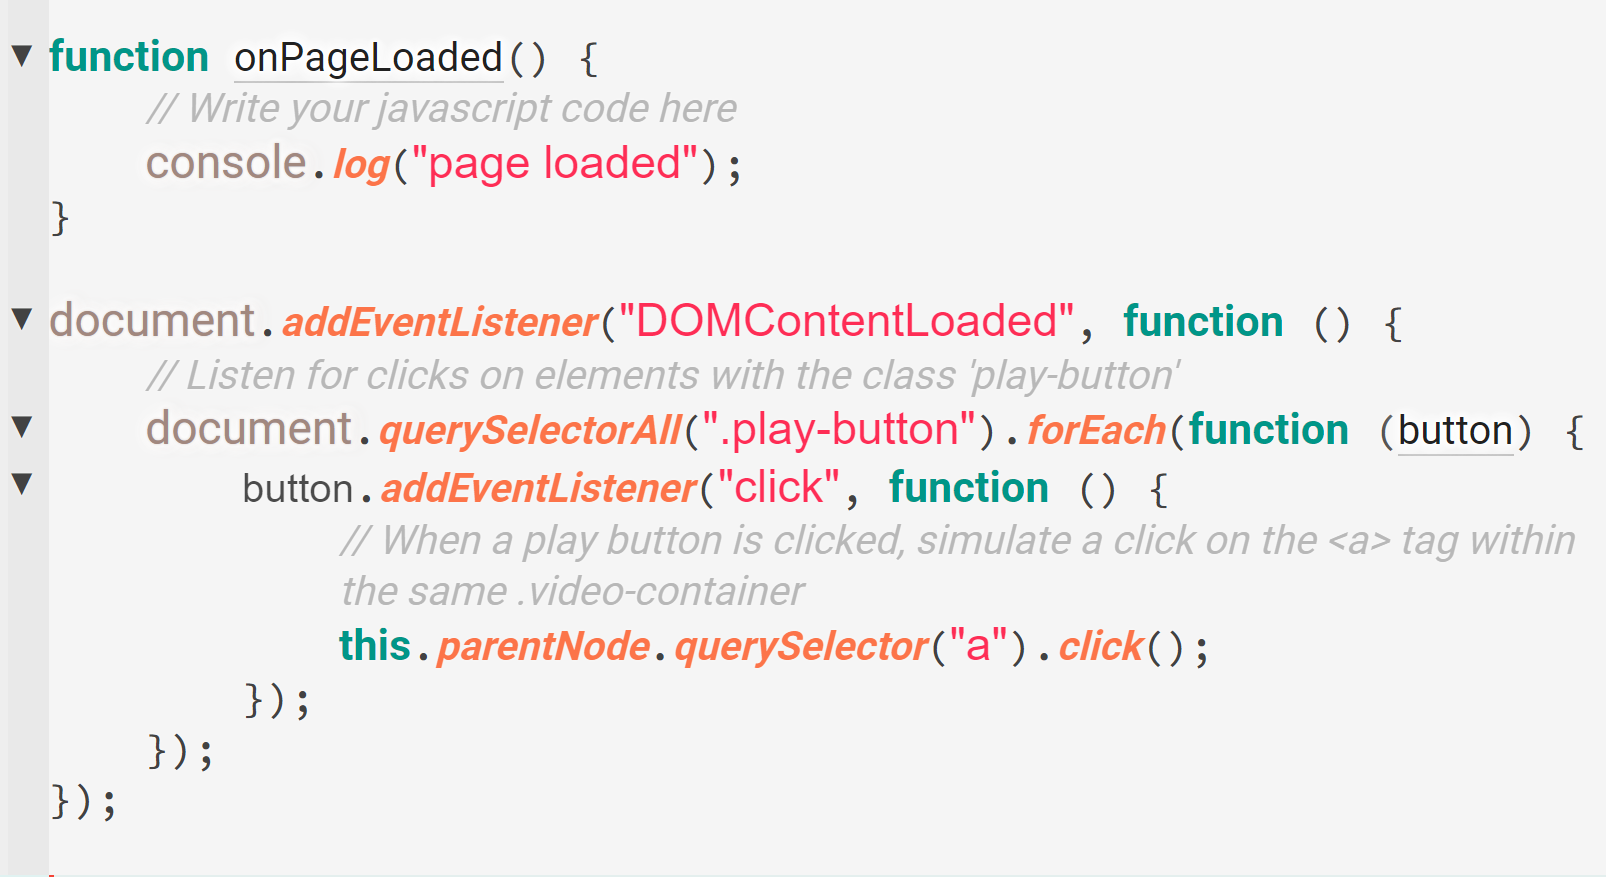 function onPageLoaded() {
// Write your javascript code here
console.log("page loaded");
}
document.addEventListener("DOMContentLoaded", function () {
// Listen for clicks on elements with the class 'play-button'
document.querySelectorAll(".play-button").forEach(function (button) {
button.addEventListener("click", function () {
// When a play button is clicked, simulate a click on the <a> tag within
the same .video-container
this.parentNode.querySelector("a").click();
});
});
});